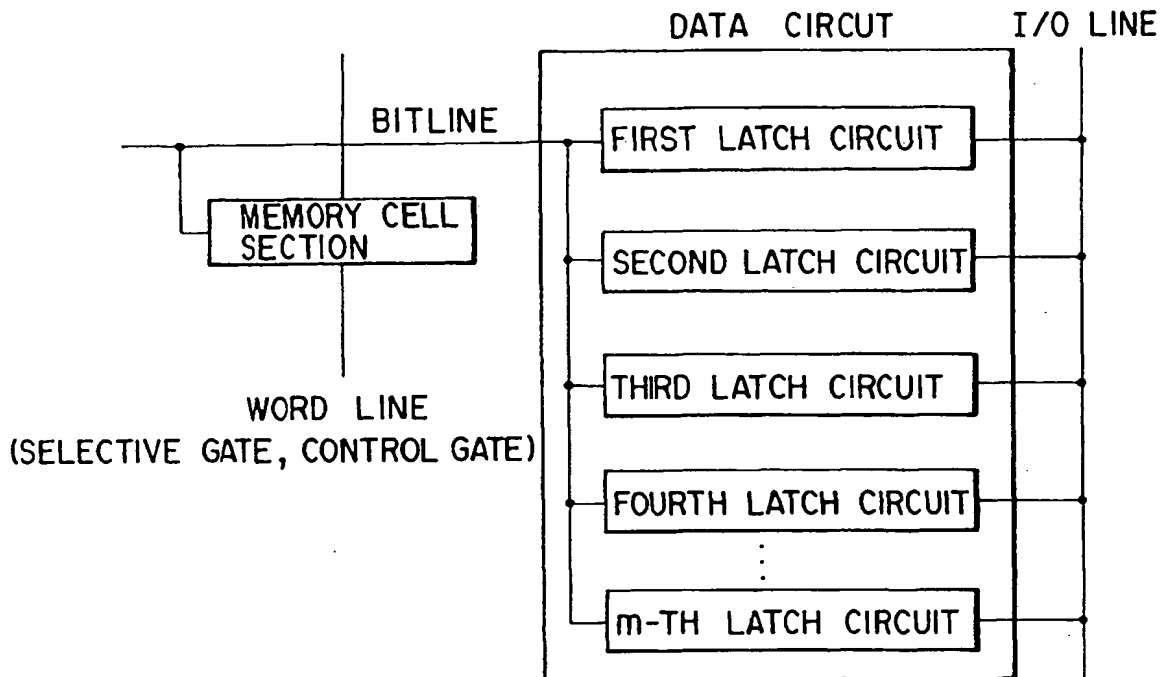 DATA CIRCUT
I/O LINE
BITLINE
FIRST LATCH CIRCUIT
MEMORY CELL
SECTION
SECOND LATCH CIRCUIT
THIRD LATCH CIRCUIT
WORD LINE
(SELECTIVE GATE, CONTROL GATE)
FOURTH LATCH CIRCUIT
m-TH LATCH CIRCUIT